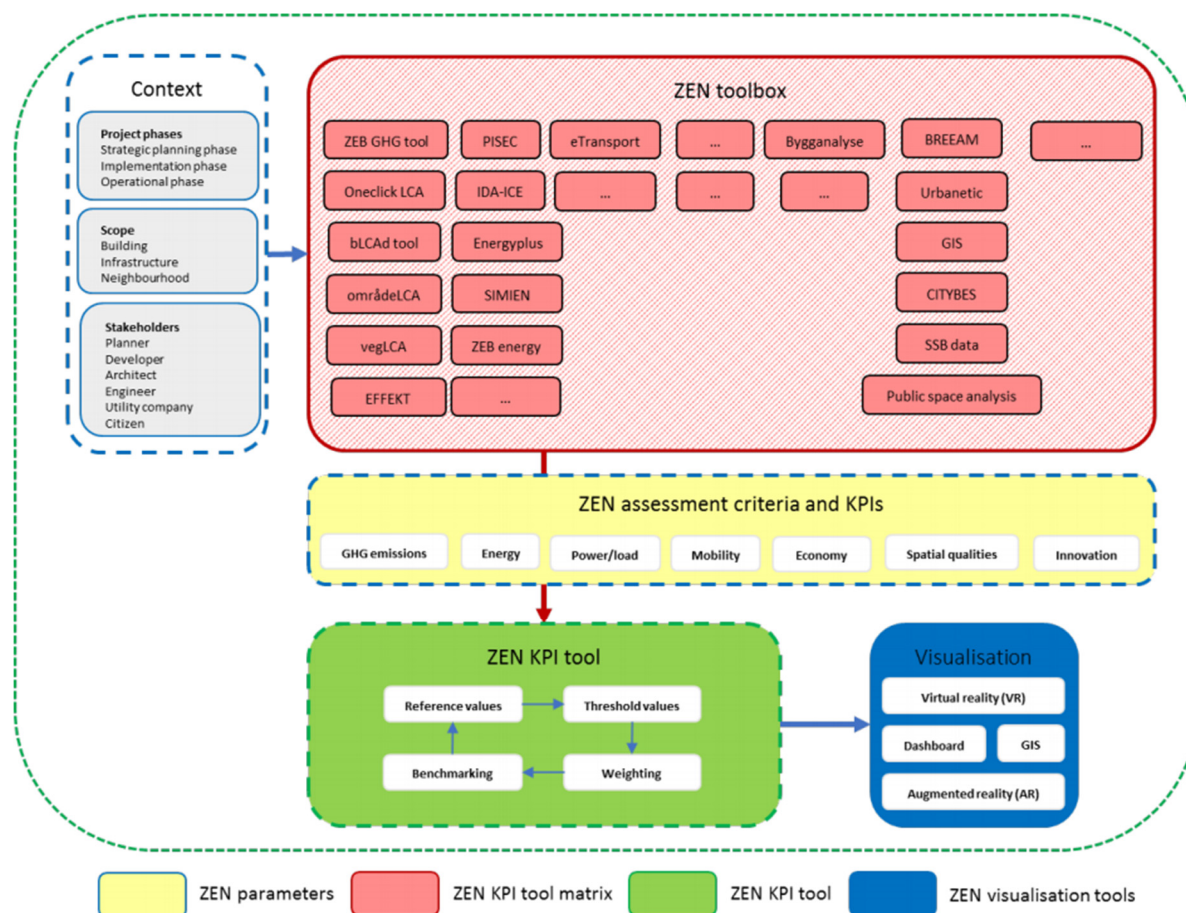 Context
Project phases
Strategic planning phase
Implementation phase
Operational phase
Scope
Building
Infrastructure
Neighbourhood
Stakeholders
Planner
Developer
Architect
Engineer
Utility company
Citizen
ZEN toolbox
ZEB GHG tool PISEC eTransport ... Bygganalyse BREEAM ...
Oneclick LCA IDA-ICE ... ... ... Urbanetic
bLCAd tool Energyplus GIS
områdeLCA SIMIEN CITYBES
vegLCA ZEB energy SSB data
EFFEKT ... Public space analysis
ZEN assessment criteria and KPIs
GHG emissions Energy Power/load Mobility Economy Spatial qualities Innovation
ZEN KPI tool
Reference values Threshold values
Benchmarking Weighting
Visualisation
Virtual reality (VR)
Dashboard GIS
Augmented reality (AR)
ZEN parameters ZEN KPI tool matrix ZEN KPI tool ZEN visualisation tools